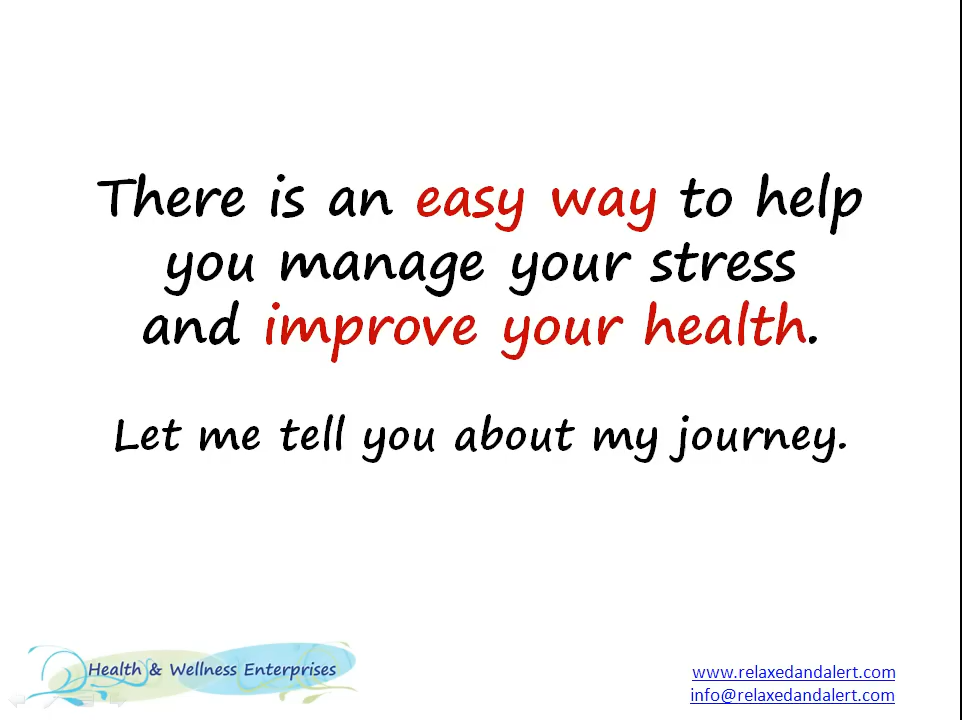 There is an easy way to help
you manage your stress
and improve your health.
Let me tell you about my journey.
Health & Wellness Enterprises
www.relaxedandalert.com
info@relaxedandalert.com